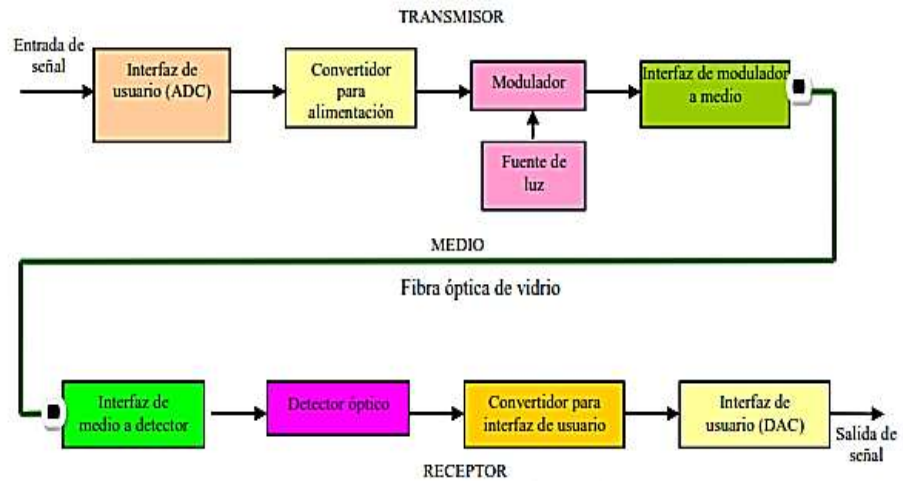 TRANSMISOR
Entrada de
señal
Interfaz de
usuario (ADC)
Convertidor
para
alimentación
Modulador
Interfaz de modulador
a medio
Fuente de
luz
MEDIO
Fibra óptica de vidrio
Interfaz de
medio a detector
Detector óptico
Convertidor para
interfaz de usuario
Interfaz de
usuario (DAC)
Salida de
señal
RECEPTOR